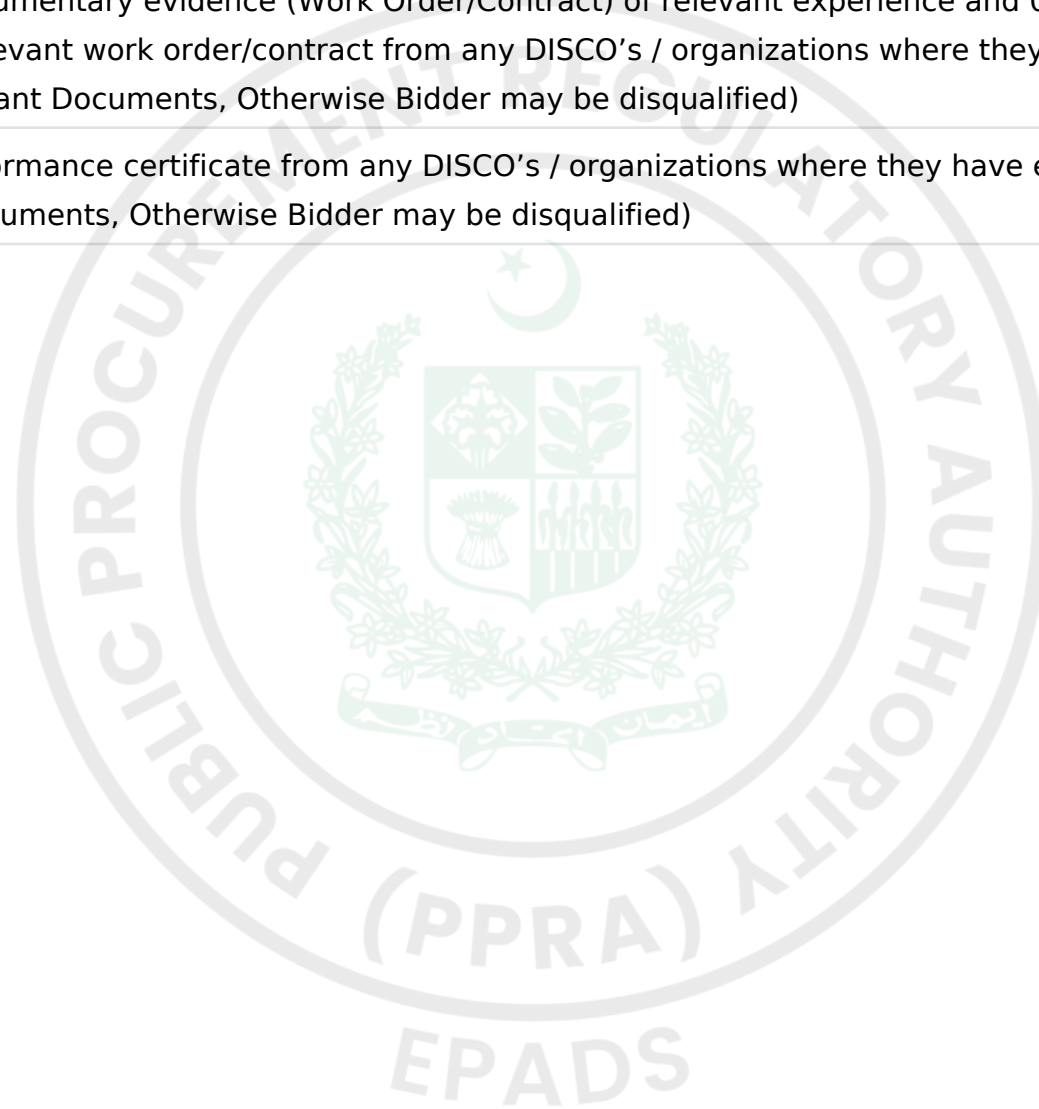 umentary evidence (Work Order/Contract) of relevant experience and
evant work order/contract from any DISCO's / organizations where they
ant Documents, Otherwise Bidder may be disqualified)
ormance certificate from any DISCO's / organizations where they have e
uments, Otherwise Bidder may be disqualified)
PUBLIC PROCUREMENT REGULATORY AUTHORITY
(PPRA)
EPADS